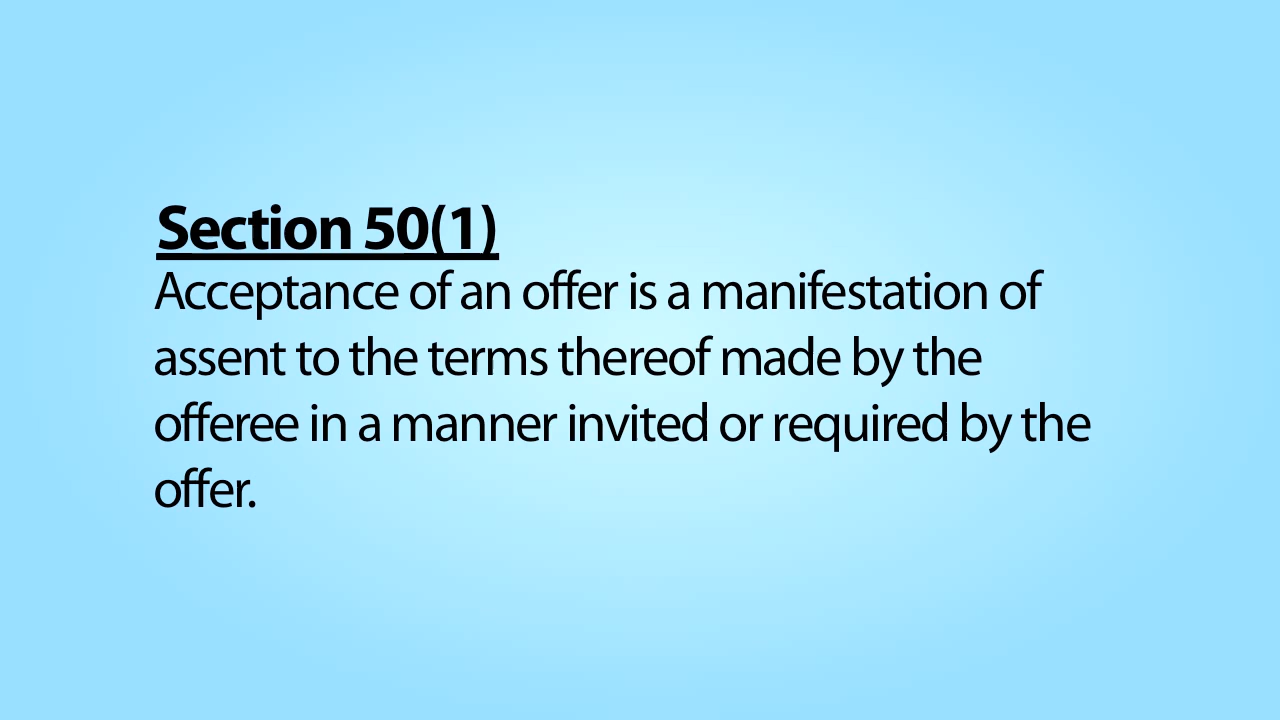 Section 50(1)
Acceptance of an offer is a manifestation of
assent to the terms thereof made by the
offeree in a manner invited or required by the
offer.